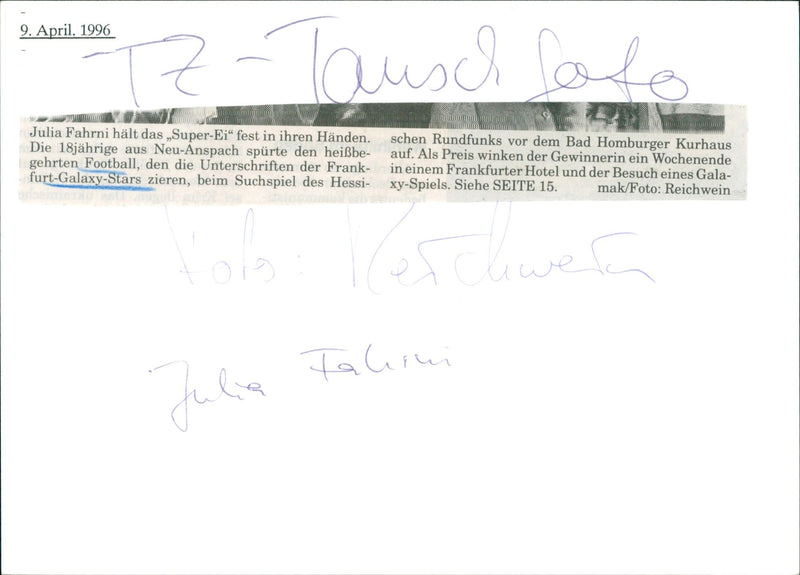 9. April. 1996
TZ - Tauschfoto
Julia Fahrni hält das „Super-Ei“ fest in ihren Händen.
Die 18jährige aus Neu-Anspach spürte den heißbe-
gehrten Football, den die Unterschriften der Frank-
furt-Galaxy-Stars zieren, beim Suchspiel des Hessi-
schen Rundfunks vor dem Bad Homburger Kurhaus
auf. Als Preis winken der Gewinnerin ein Wochenende
in einem Frankfurter Hotel und der Besuch eines Gala-
xy-Spiels. Siehe SEITE 15. mak/Foto: Reichwein
Foto: Reichwein
Julia Fahrni